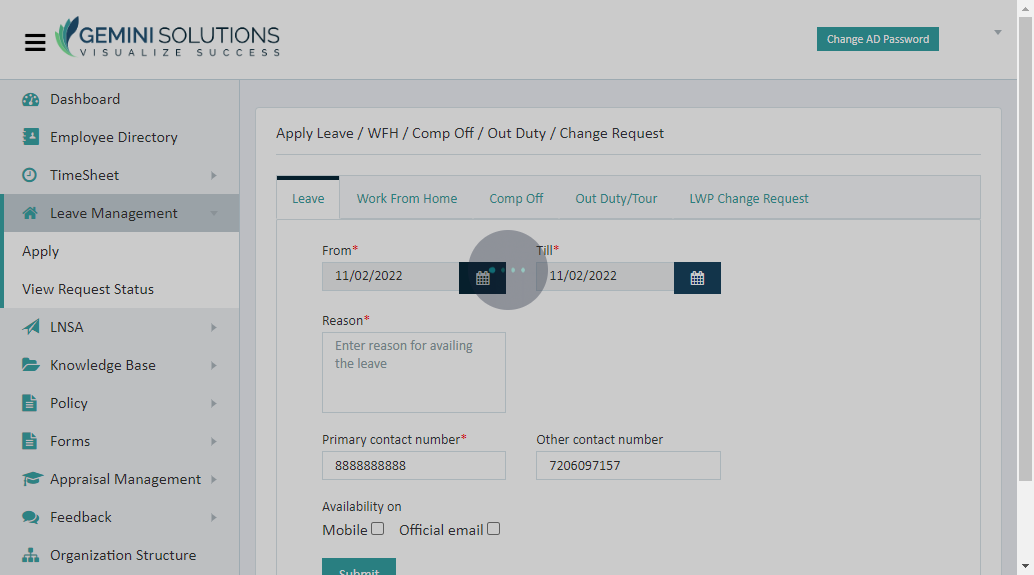 GEMINI SOLUTIONS
VISUALIZE SUCCESS
Change AD Password
Dashboard
Employee Directory
TimeSheet
Leave Management
Apply
View Request Status
LNSA
Knowledge Base
Policy
Forms
Appraisal Management
Feedback
Organization Structure
Apply Leave / WFH / Comp Off / Out Duty / Change Request
Leave Work From Home Comp Off Out Duty/Tour LWP Change Request
From* Till*
11/02/2022 11/02/2022
Reason*
Enter reason for availing
the leave
Primary contact number* Other contact number
8888888888 7206097157
Availability on
Mobile Official email
Submit